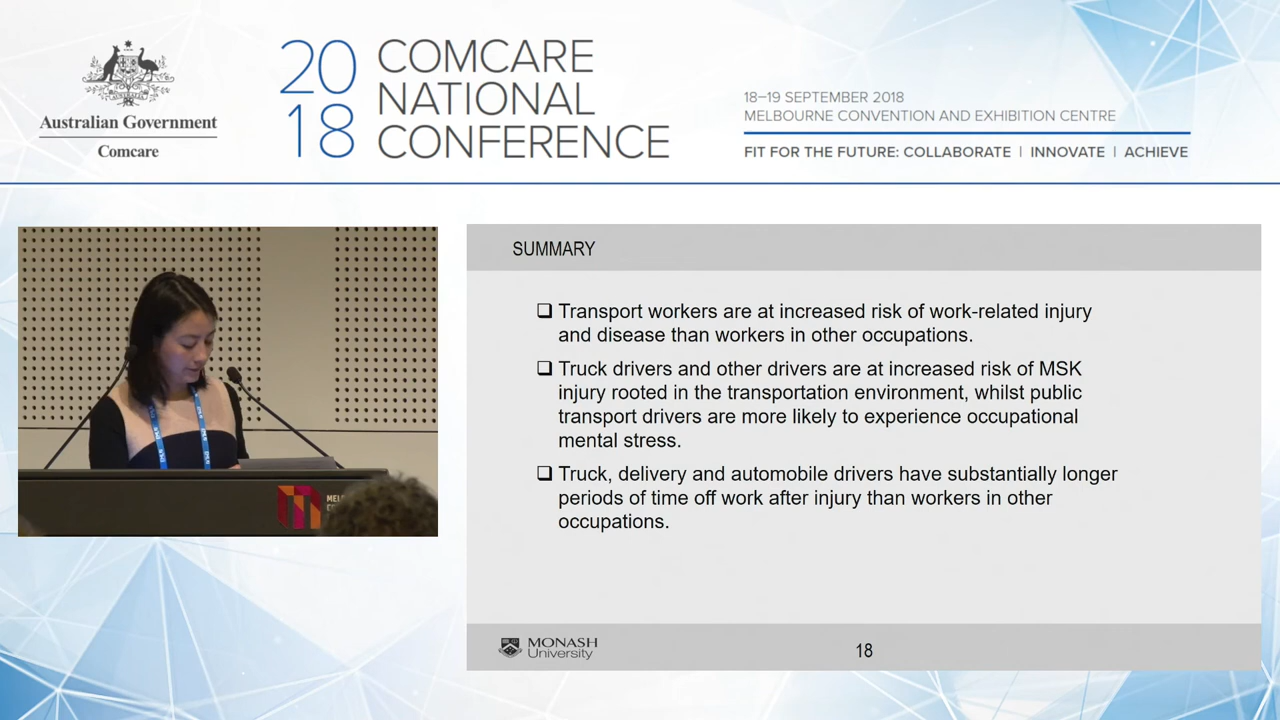 Australian Government
Comcare
20
18
COMCARE
NATIONAL
CONFERENCE
18–19 SEPTEMBER 2018
MELBOURNE CONVENTION AND EXHIBITION CENTRE
FIT FOR THE FUTURE: COLLABORATE | INNOVATE | ACHIEVE
SUMMARY
❑ Transport workers are at increased risk of work-related injury
and disease than workers in other occupations.
❑ Truck drivers and other drivers are at increased risk of MSK
injury rooted in the transportation environment, whilst public
transport drivers are more likely to experience occupational
mental stress.
❑ Truck, delivery and automobile drivers have substantially longer
periods of time off work after injury than workers in other
occupations.
MONASH
University
18